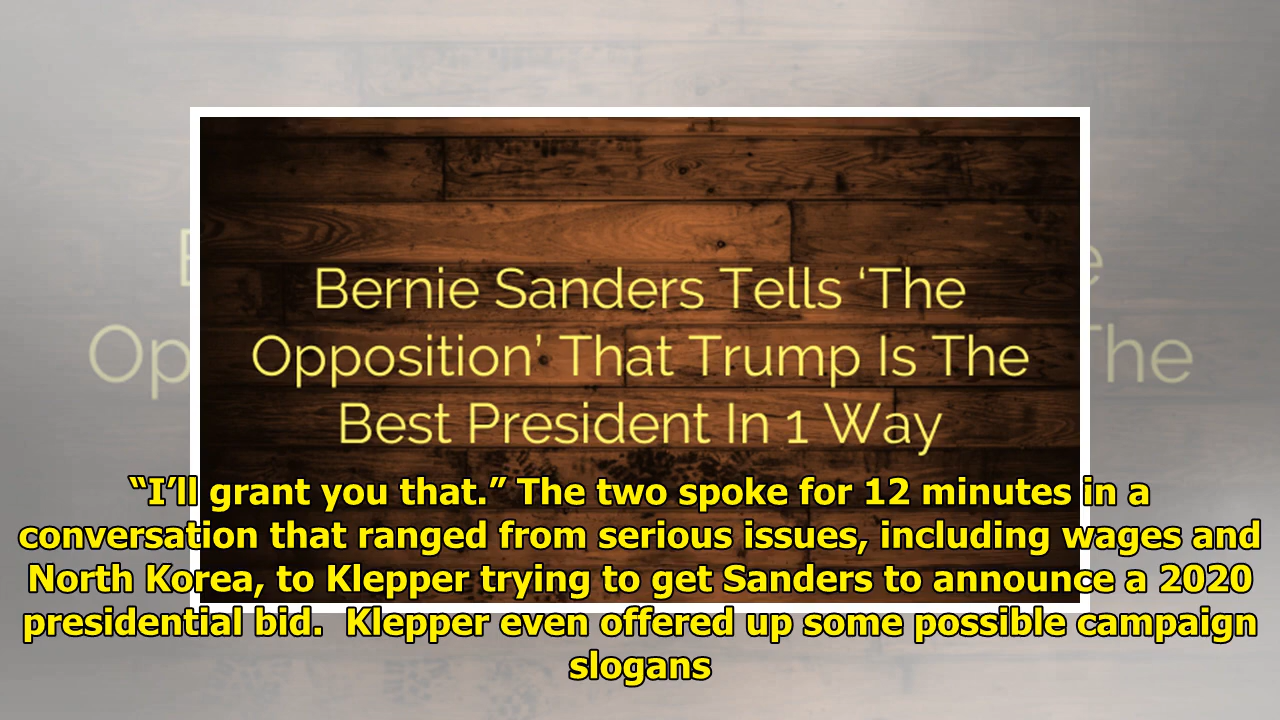 Bernie Sanders Tells ‘The
Opposition’ That Trump Is The
Best President In 1 Way
“I’ll grant you that.” The two spoke for 12 minutes in a
conversation that ranged from serious issues, including wages and
North Korea, to Klepper trying to get Sanders to announce a 2020
presidential bid.  Klepper even offered up some possible campaign
slogans